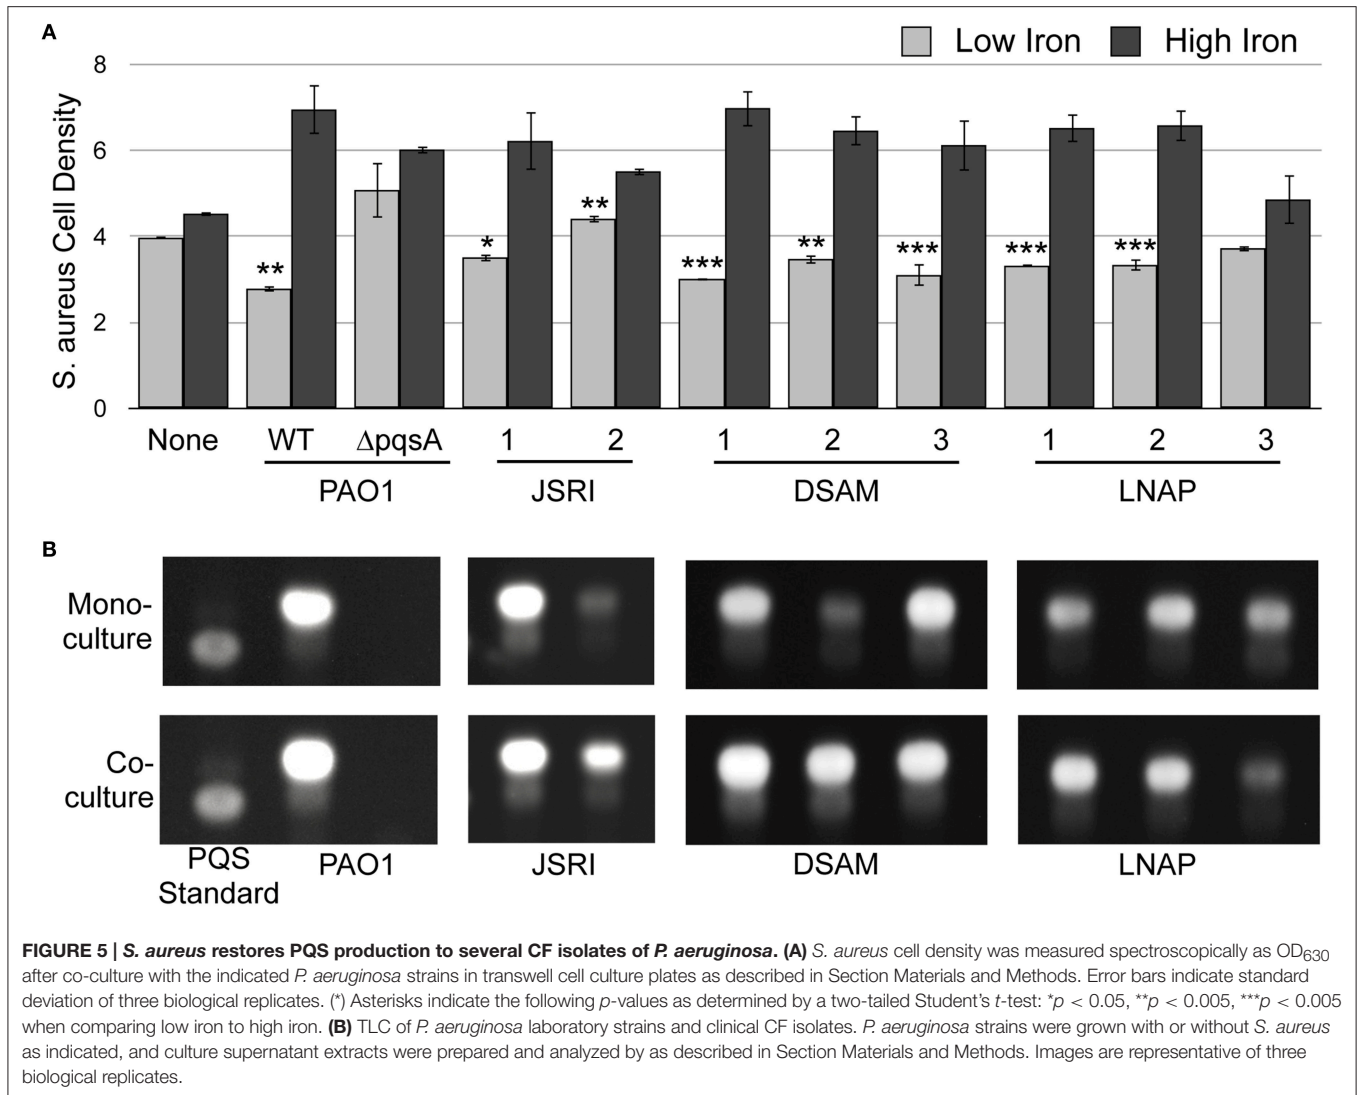 A
Low Iron High Iron
S. aureus Cell Density
8
6
4
2
0
** * ** *** ** *** *** ***
None WT ΔpqsA 1 2 1 2 3 1 2 3
PAO1 JSRI DSAM LNAP
B
Mono-
culture
Co-
culture
PQS
Standard
PAO1 JSRI DSAM LNAP
FIGURE 5 | S. aureus restores PQS production to several CF isolates of P. aeruginosa. (A) S. aureus cell density was measured spectroscopically as OD630
after co-culture with the indicated P. aeruginosa strains in transwell cell culture plates as described in Section Materials and Methods. Error bars indicate standard
deviation of three biological replicates. (*) Asterisks indicate the following p-values as determined by a two-tailed Student's t-test: *p < 0.05, **p < 0.005, ***p < 0.005
when comparing low iron to high iron. (B) TLC of P. aeruginosa laboratory strains and clinical CF isolates. P. aeruginosa strains were grown with or without S. aureus
as indicated, and culture supernatant extracts were prepared and analyzed by as described in Section Materials and Methods. Images are representative of three
biological replicates.